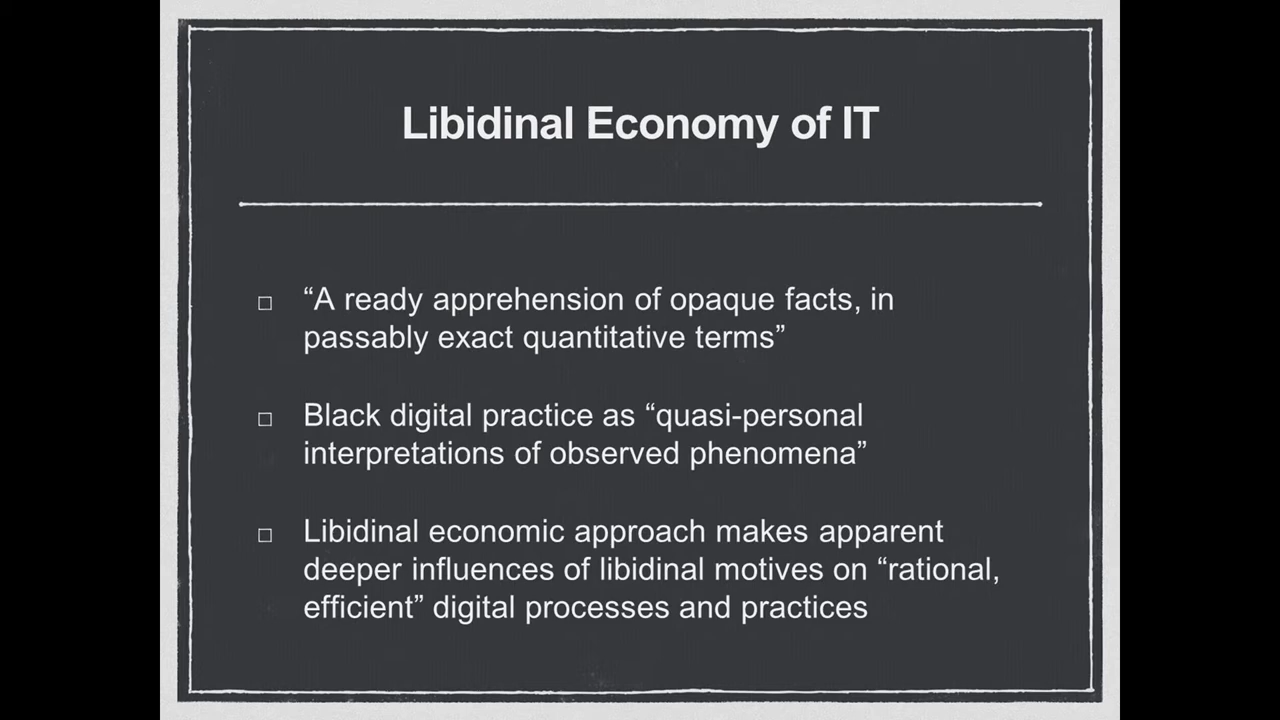 Libidinal Economy of IT
“A ready apprehension of opaque facts, in
passably exact quantitative terms”
Black digital practice as “quasi-personal
interpretations of observed phenomena”
Libidinal economic approach makes apparent
deeper influences of libidinal motives on “rational,
efficient” digital processes and practices